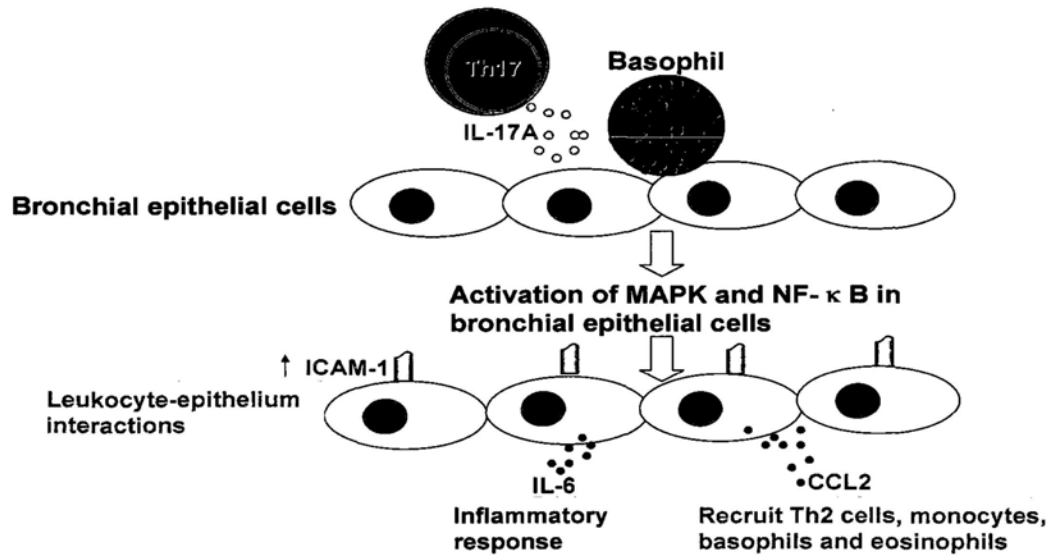 Th17
Basophil
IL-17A
Bronchial epithelial cells
Activation of MAPK and NF- κ B in
bronchial epithelial cells
↑ ICAM-1
Leukocyte-epithelium
interactions
IL-6
CCL2
Inflammatory
response
Recruit Th2 cells, monocytes,
basophils and eosinophils